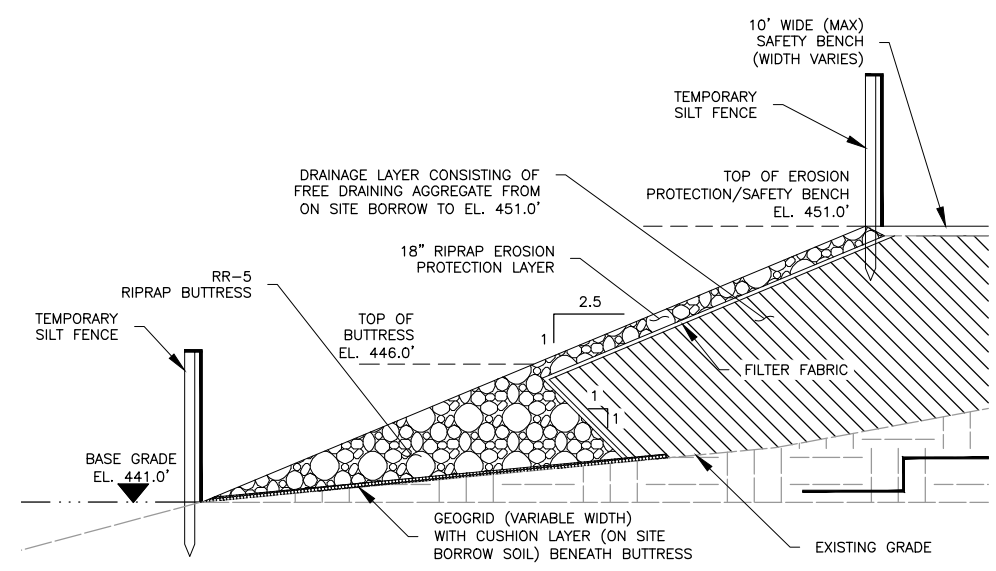 10' WIDE (MAX)
SAFETY BENCH
(WIDTH VARIES)
TEMPORARY
SILT FENCE
DRAINAGE LAYER CONSISTING OF
FREE DRAINING AGGREGATE FROM
ON SITE BORROW TO EL. 451.0'
TOP OF EROSION
PROTECTION/SAFETY BENCH
EL. 451.0'
18" RIPRAP EROSION
PROTECTION LAYER
RR-5
RIPRAP BUTTRESS
2.5
1
TEMPORARY
SILT FENCE
TOP OF
BUTTRESS
EL. 446.0'
FILTER FABRIC
1
1
BASE GRADE
EL. 441.0'
GEOGRID (VARIABLE WIDTH)
WITH CUSHION LAYER (ON SITE
BORROW SOIL) BENEATH BUTTRESS
EXISTING GRADE